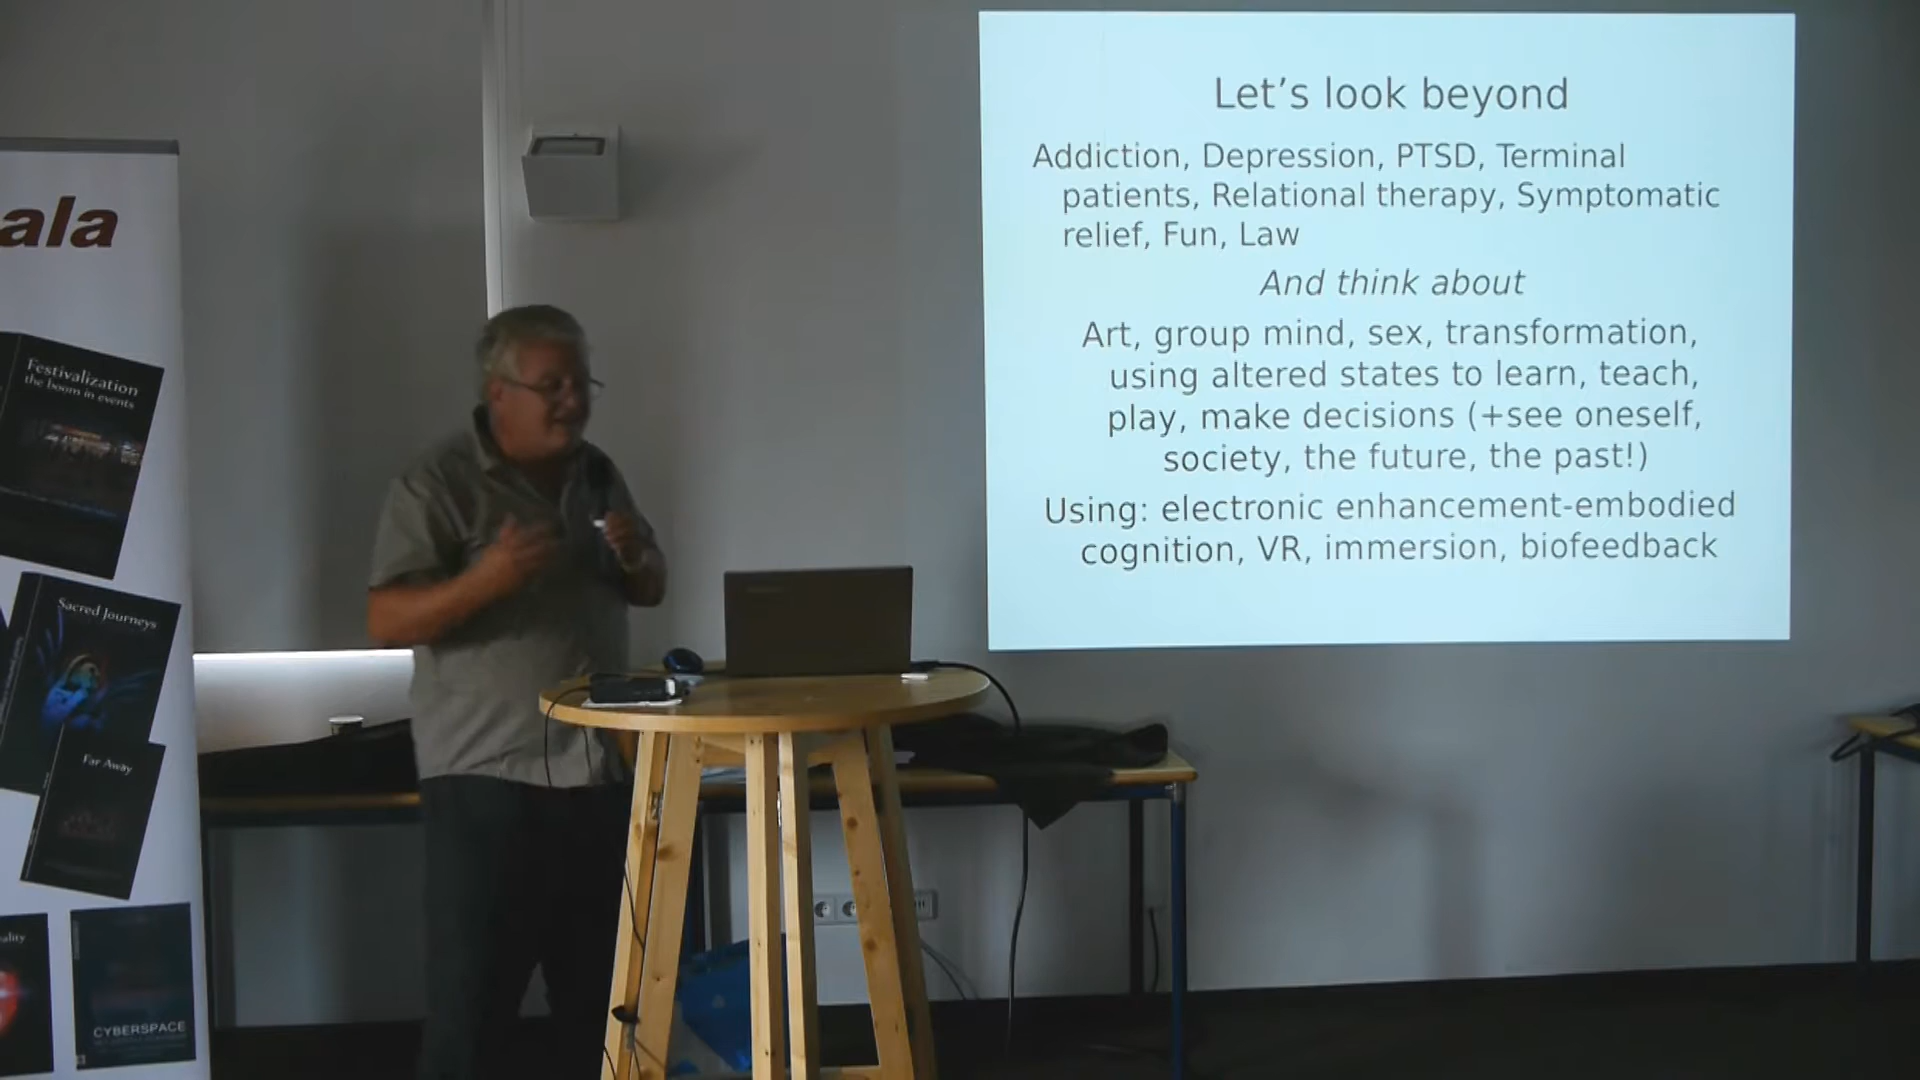 ala
Festivalization
the boom in events
Sacred Journeys
Far Away
ality
CYBERSPACE
Let's look beyond
Addiction, Depression, PTSD, Terminal
patients, Relational therapy, Symptomatic
relief, Fun, Law
And think about
Art, group mind, sex, transformation,
using altered states to learn, teach,
play, make decisions (+see oneself,
society, the future, the past!)
Using: electronic enhancement-embodied
cognition, VR, immersion, biofeedback